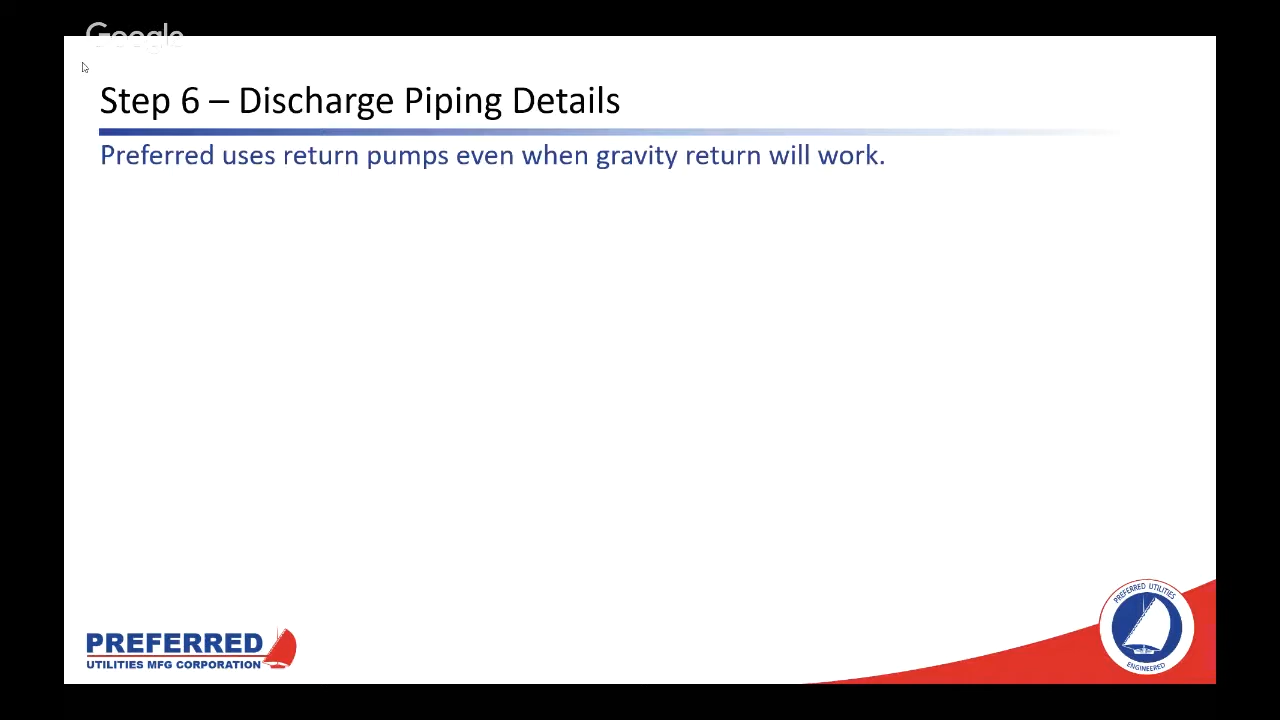 Google
Step 6 – Discharge Piping Details
Preferred uses return pumps even when gravity return will work.
PREFERRED
UTILITIES MFG CORPORATION
PREFERRED UTILITIES
ENGINEERED